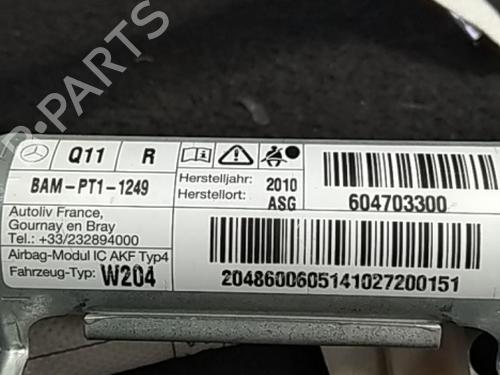 Q11 R
BAM-PT1-1249
Autoliv France,
Gournay en Bray
Tel.: +33/232894000
Airbag-Modul IC AKF Typ4
Fahrzeug-Typ: W204
Herstelljahr: 2010
Herstellort: ASG
604703300
2048600605141027200151
B-PARTS